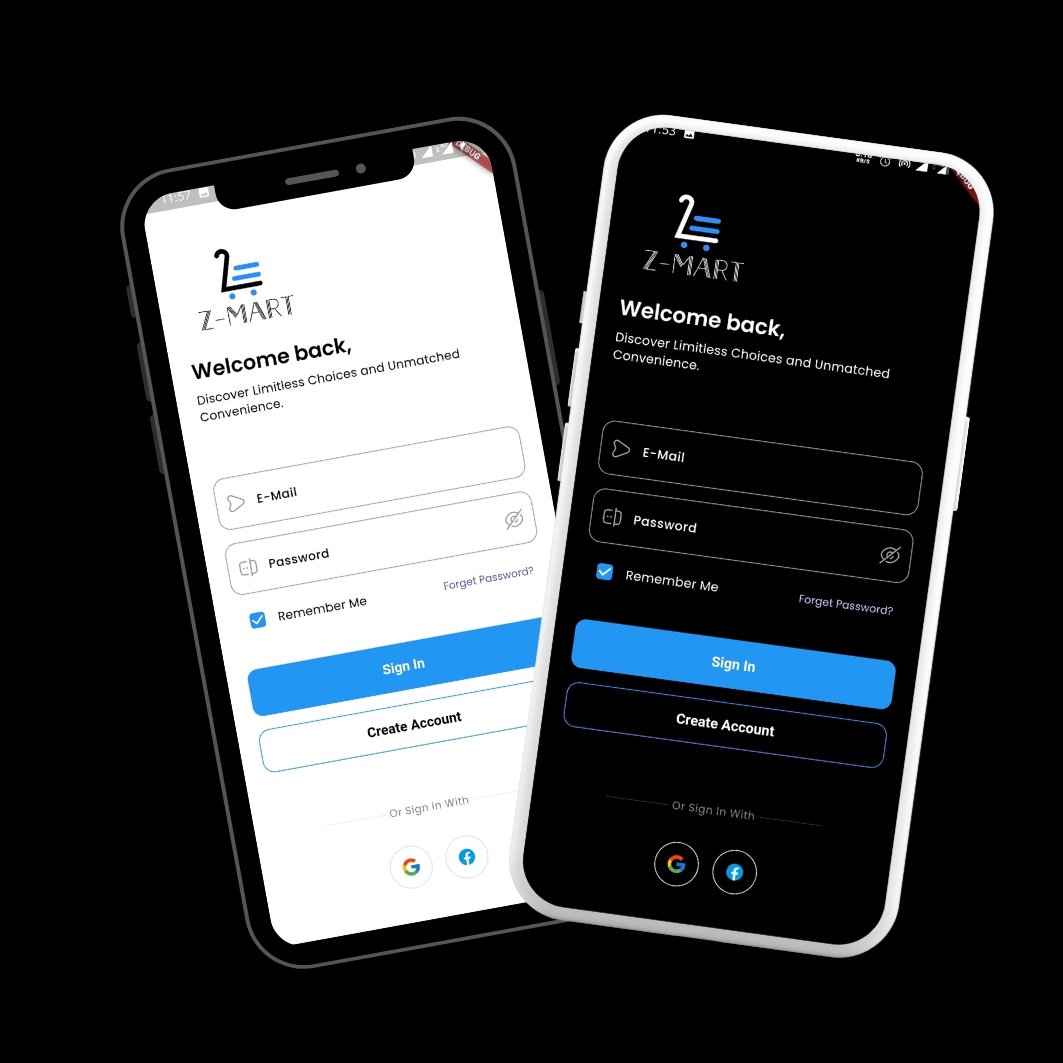 11:57
DEBUG
Z-MART
Welcome back,
Discover Limitless Choices and Unmatched
Convenience.
E-Mail
Password
Remember Me
Forget Password?
Sign In
Create Account
Or Sign In With
KB/S
Z-MART
Welcome back,
Discover Limitless Choices and Unmatched
Convenience.
E-Mail
Password
Remember Me
Forget Password?
Sign In
Create Account
Or Sign In With